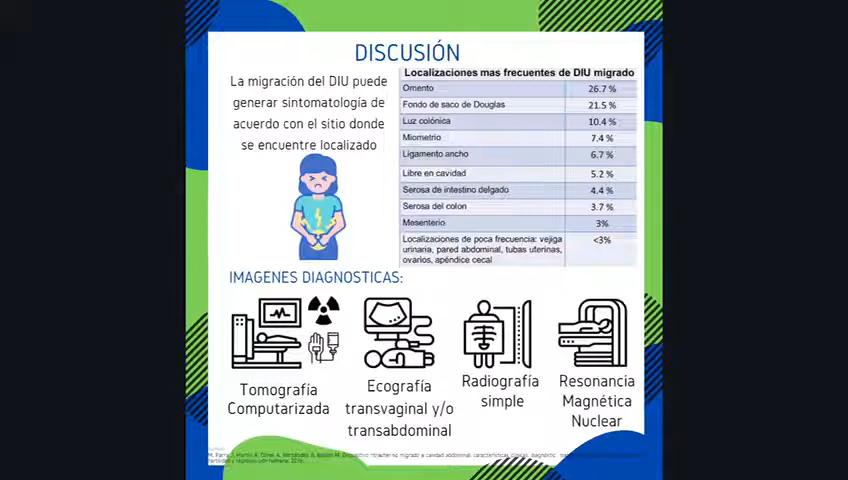 DISCUSIÓN
La migración del DIU puede
generar sintomatología de
acuerdo con el sitio donde
se encuentre localizado
Localizaciones mas frecuentes de DIU migrado
Omento 26.7 %
Fondo de saco de Douglas 21.5 %
Luz colónica 10.4 %
Miometrio 7.4 %
Ligamento ancho 6.7 %
Libre en cavidad 5.2 %
Serosa de intestino delgado 4.4 %
Serosa del colon 3.7 %
Mesenterio 3%
Localizaciones de poca frecuencia: vejiga <3%
urinaria, pared abdominal, tubas uterinas,
ovarios, apéndice cecal
IMAGENES DIAGNOSTICAS:
Tomografía
Computarizada
Ecografía
transvaginal y/o
transabdominal
Radiografía
simple
Resonancia
Magnética
Nuclear